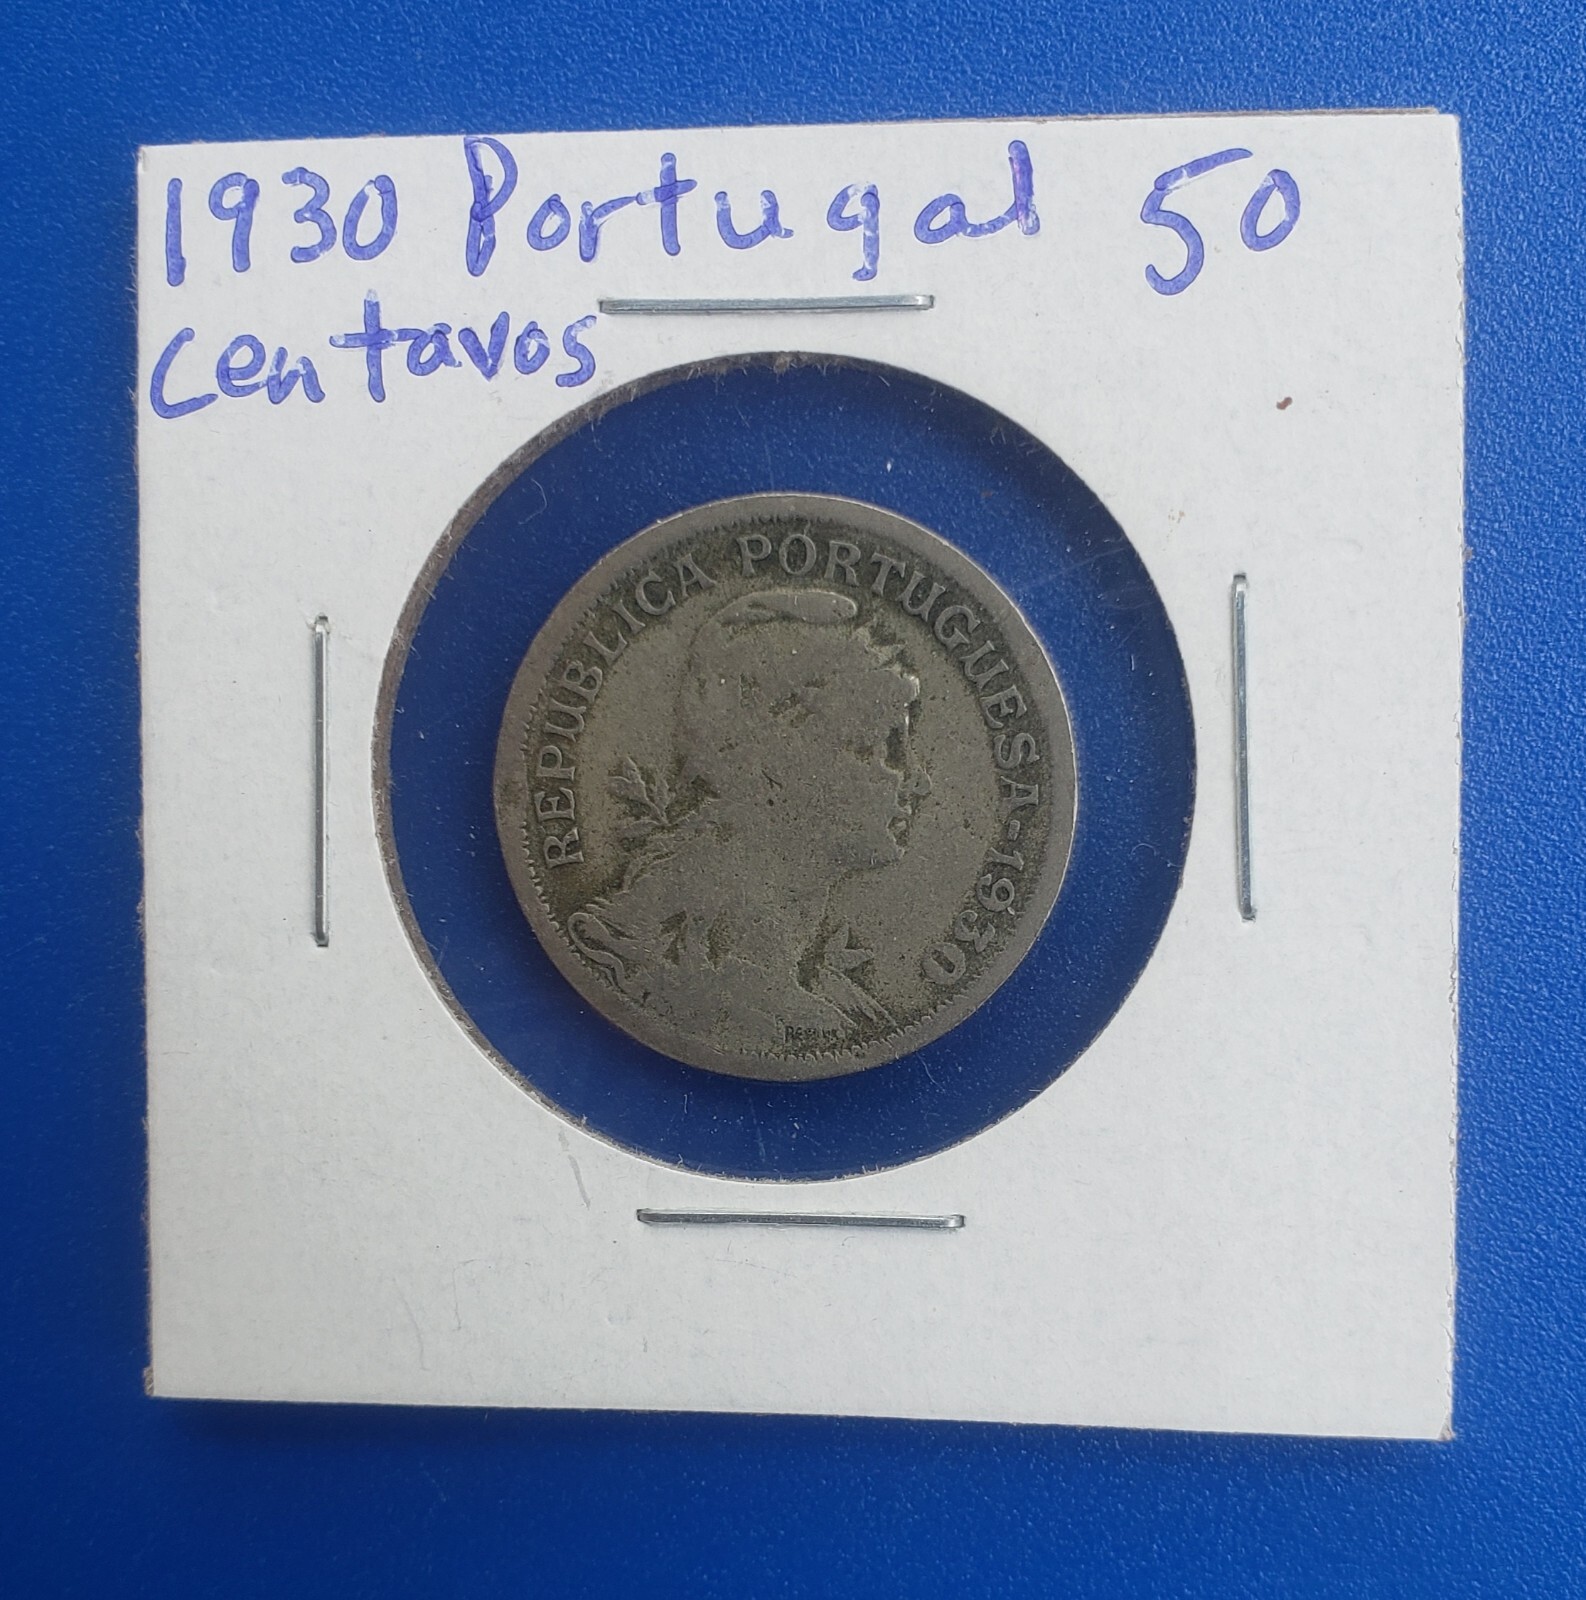 1930 Portugal 50
centavos
REPUBLICA PORTUGUESA-1930